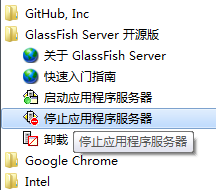 GitHub, Inc
GlassFish Server 开源版
关于 GlassFish Server
快速入门指南
启动应用程序服务器
停止应用程序服务器
卸载
停止应用程序服务器
Google Chrome
Intel